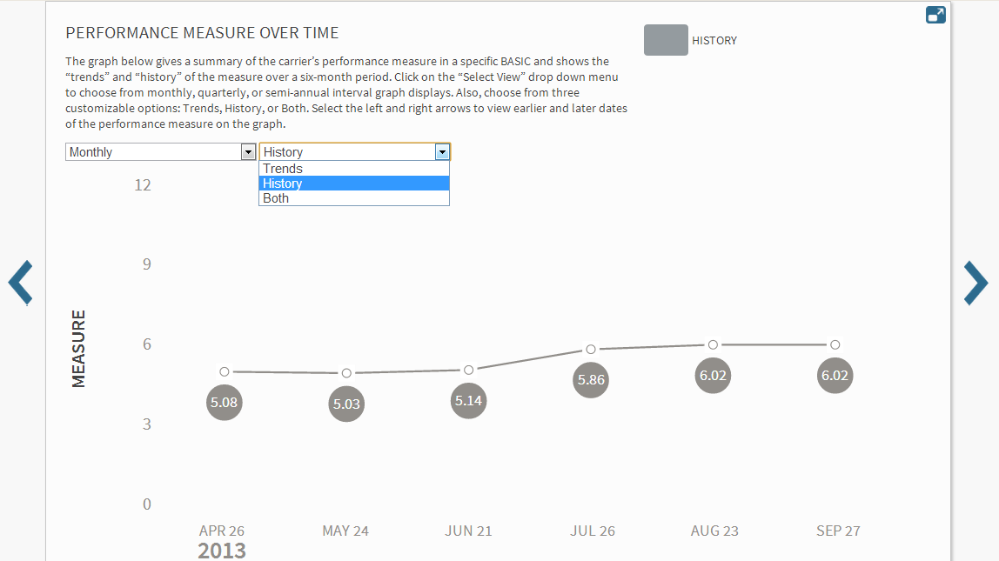 PERFORMANCE MEASURE OVER TIME
HISTORY
The graph below gives a summary of the carrier’s performance measure in a specific BASIC and shows the
“trends” and “history” of the measure over a six-month period. Click on the “Select View” drop down menu
to choose from monthly, quarterly, or semi-annual interval graph displays. Also, choose from three
customizable options: Trends, History, or Both. Select the left and right arrows to view earlier and later dates
of the performance measure on the graph.
Monthly
History
Trends
History
Both
12
9
6
3
0
MEASURE
5.08
5.03
5.14
5.86
6.02
6.02
APR 26
MAY 24
JUN 21
JUL 26
AUG 23
SEP 27
2013